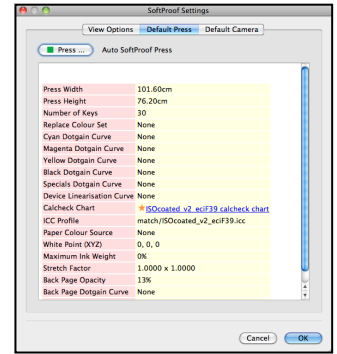 SoftProof Settings
View Options Default Press Default Camera
Press ... Auto SoftProof Press
Press Width 101.60cm
Press Height 76.20cm
Number of Keys 30
Replace Colour Set None
Cyan Dotgain Curve None
Magenta Dotgain Curve None
Yellow Dotgain Curve None
Black Dotgain Curve None
Specials Dotgain Curve None
Device Linearisation Curve None
Calcheck Chart ISOcoated_v2_eciF39 calcheck chart
ICC Profile match/ISOcoated_v2_eciF39.icc
Paper Colour Source None
White Point (XYZ) 0, 0, 0
Maximum Ink Weight 0%
Stretch Factor 1.0000 x 1.0000
Back Page Opacity 13%
Back Page Dotgain Curve None
Cancel OK